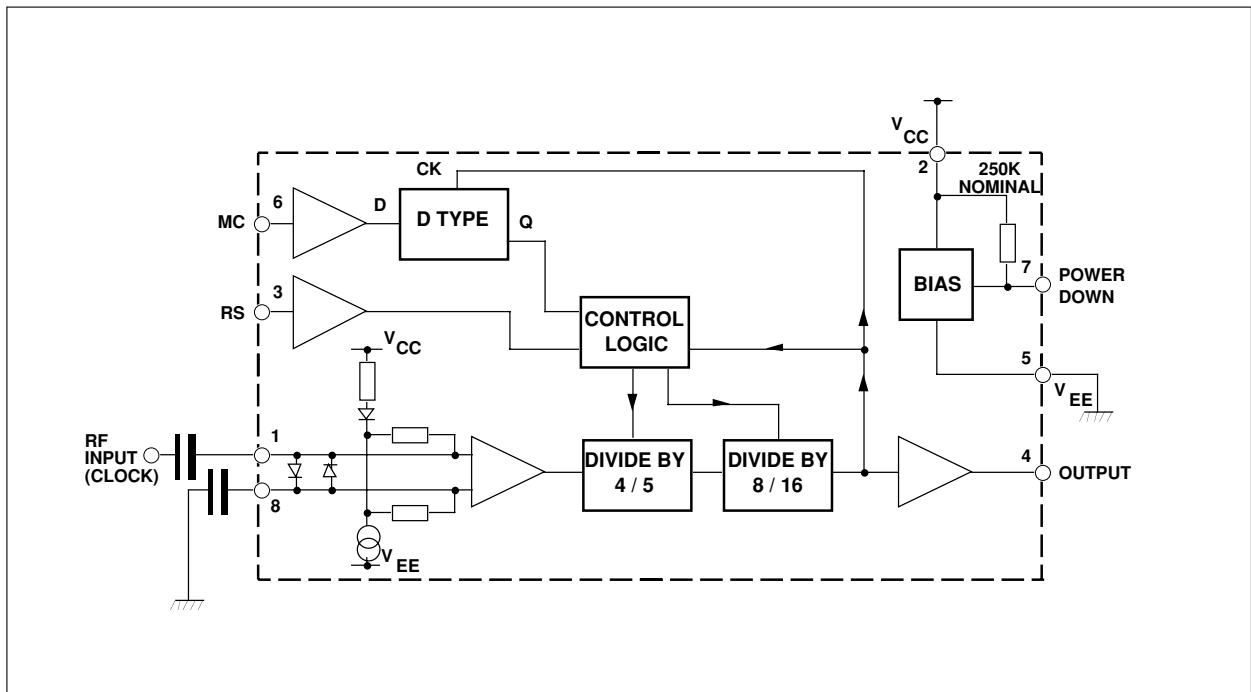 V CC
2
250K
NOMINAL
CK
6
MC
D
D TYPE
Q
7
POWER
DOWN
BIAS
3
RS
CONTROL
LOGIC
V CC
5
V EE
RF
INPUT
(CLOCK)
1
8
DIVIDE BY
4 / 5
DIVIDE BY
8 / 16
4
OUTPUT
V EE